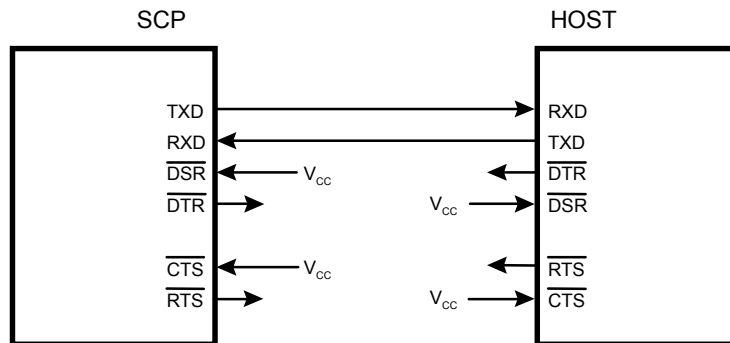 SCP HOST
TXD RXD
RXD TXD
DSR VCC DTR
DTR VCC DSR
CTS VCC RTS
RTS VCC CTS